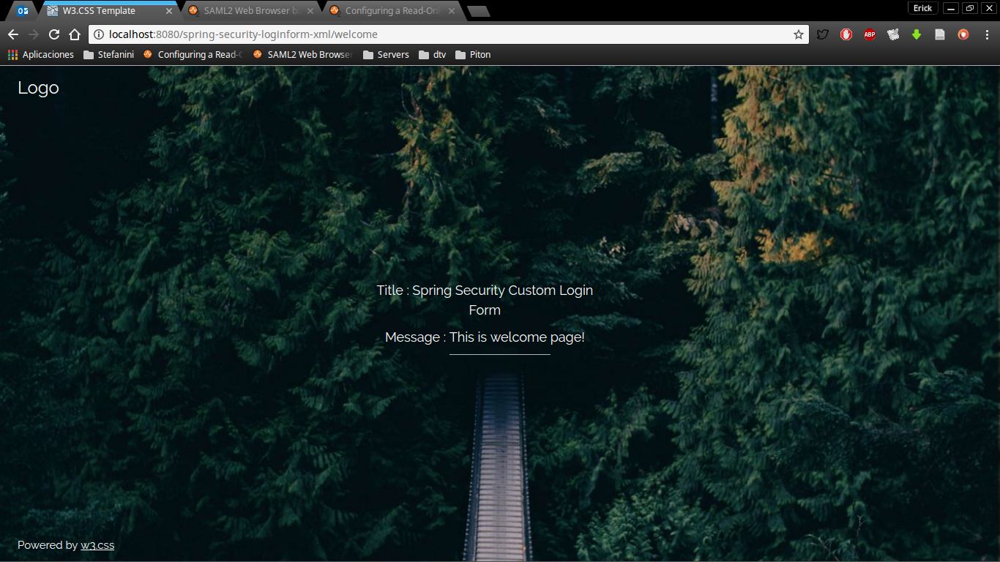 W3.CSS Template
SAML2 Web Browser ba
Configuring a Read-Onl
Erick
localhost:8080/spring-security-loginform-xml/welcome
ABP
Aplicaciones
Stefanini
Configuring a Read-O
SAML2 Web Browser
Servers
dtv
Piton
Logo
Title : Spring Security Custom Login
Form
Message : This is welcome page!
Powered by w3.css